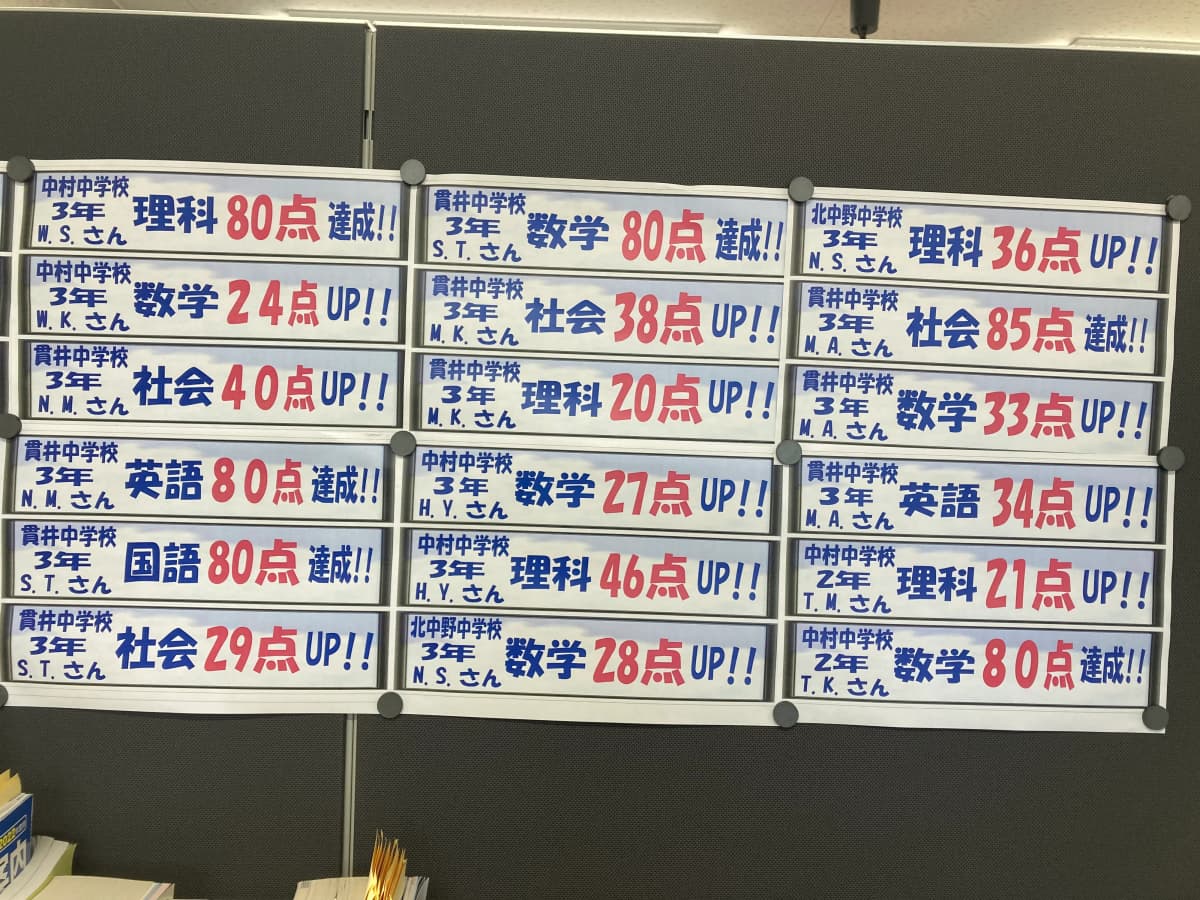 中村中学校
3年
W.S.さん
理科 80点 達成!!
中村中学校
3年
W.K.さん
数学 24点 UP!!
貫井中学校
3年
N.M.さん
社会 40点 UP!!
貫井中学校
3年
N.M.さん
英語 80点 達成!!
貫井中学校
3年
S.T.さん
国語 80点 達成!!
貫井中学校
3年
S.T.さん
社会 29点 UP!!
貫井中学校
3年
S.T.さん
数学 80点 達成!!
貫井中学校
3年
M.K.さん
社会 38点 UP!!
貫井中学校
3年
M.K.さん
理科 20点 UP!!
中村中学校
3年
H.Y.さん
数学 27点 UP!!
中村中学校
3年
H.Y.さん
理科 46点 UP!!
北中野中学校
3年
N.S.さん
数学 28点 UP!!
北中野中学校
3年
N.S.さん
理科 36点 UP!!
貫井中学校
3年
M.A.さん
社会 85点 達成!!
貫井中学校
3年
M.A.さん
数学 33点 UP!!
貫井中学校
3年
M.A.さん
英語 34点 UP!!
中村中学校
2年
T.M.さん
理科 21点 UP!!
中村中学校
2年
T.K.さん
数学 80点 達成!!
2022
案内